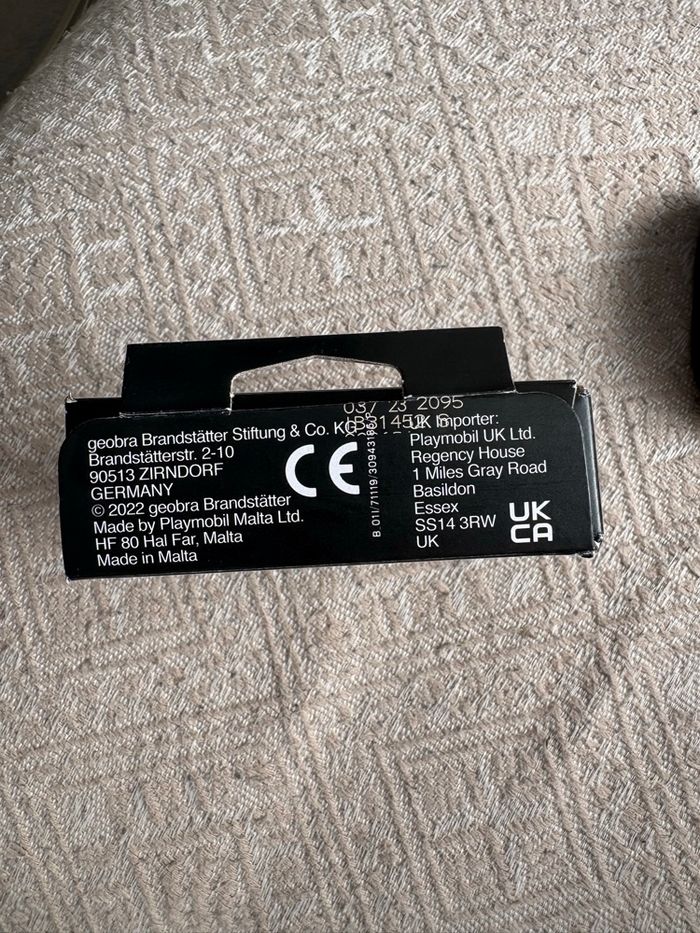 037 23 2095
geobra Brandstätter Stiftung & Co. KG
Brandstätterstr. 2-10
90513 ZIRNDORF
GERMANY
© 2022 geobra Brandstätter
Made by Playmobil Malta Ltd.
HF 80 Hal Far, Malta
Made in Malta
CE
UK Importer:
Playmobil UK Ltd.
Regency House
1 Miles Gray Road
Basildon
Essex
SS14 3RW
UK
UK
CA